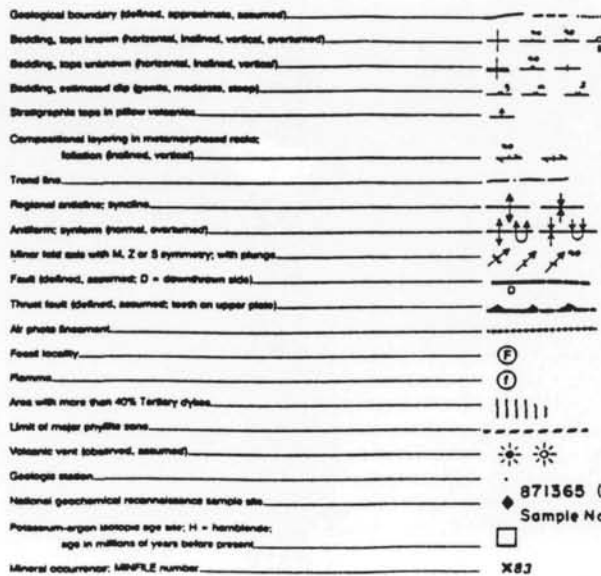 Geological boundary (defined, approximate, assumed)
Bedding, tops known (horizontal, inclined, vertical, overturned)
Bedding, tops unknown (horizontal, inclined, vertical)
Bedding, estimated dip (gentle, moderate, steep)
Stratigraphic tops in pillow volcanics
Compositional layering in metamorphosed rocks;
foliation (inclined, vertical)
Trend line
Regional anticline; syncline
Antiform; synform (normal, overturned)
Minor fold axis with M, Z or S symmetry; with plunge
Fault (defined, assumed; D = downthrown side)
D
Thrust fault (defined, assumed; teeth on upper plate)
Air photo lineament
Fossil locality
F
Fiamme
f
Area with more than 40% Tertiary dykes
Limit of major phyllite zone
Volcanic vent (observed, assumed)
Geologic station
National geochemical reconnaissance sample site
871365 (
Sample No
Potassium-argon isotopic age site; H = hornblende;
age in millions of years before present
Mineral occurrence; MINFILE number
X83